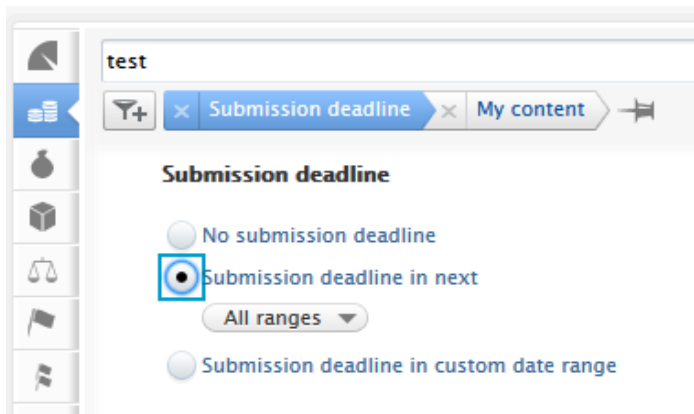 test
Submission deadline My content
Submission deadline
No submission deadline
Submission deadline in next
All ranges
Submission deadline in custom date range